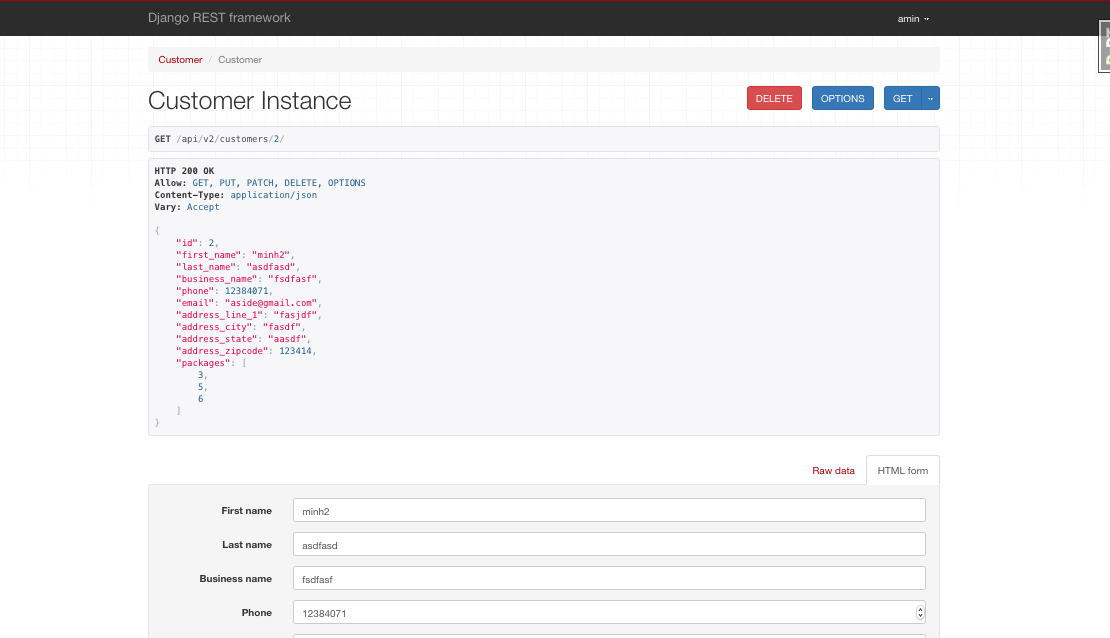 Django REST framework
amin
Customer / Customer
Customer Instance
DELETE
OPTIONS
GET
GET /api/v2/customers/2/
HTTP 200 OK
Allow: GET, PUT, PATCH, DELETE, OPTIONS
Content-Type: application/json
Vary: Accept
{
"id": 2,
"first_name": "minh2",
"last_name": "asdfasd",
"business_name": "fsdfasf",
"phone": 12384071,
"email": "aside@gmail.com",
"address_line_1": "fasjdf",
"address_city": "fasdf",
"address_state": "aasdf",
"address_zipcode": 123414,
"packages": [
3,
5,
6
]
}
Raw data
HTML form
First name
minh2
Last name
asdfasd
Business name
fsdfasf
Phone
12384071